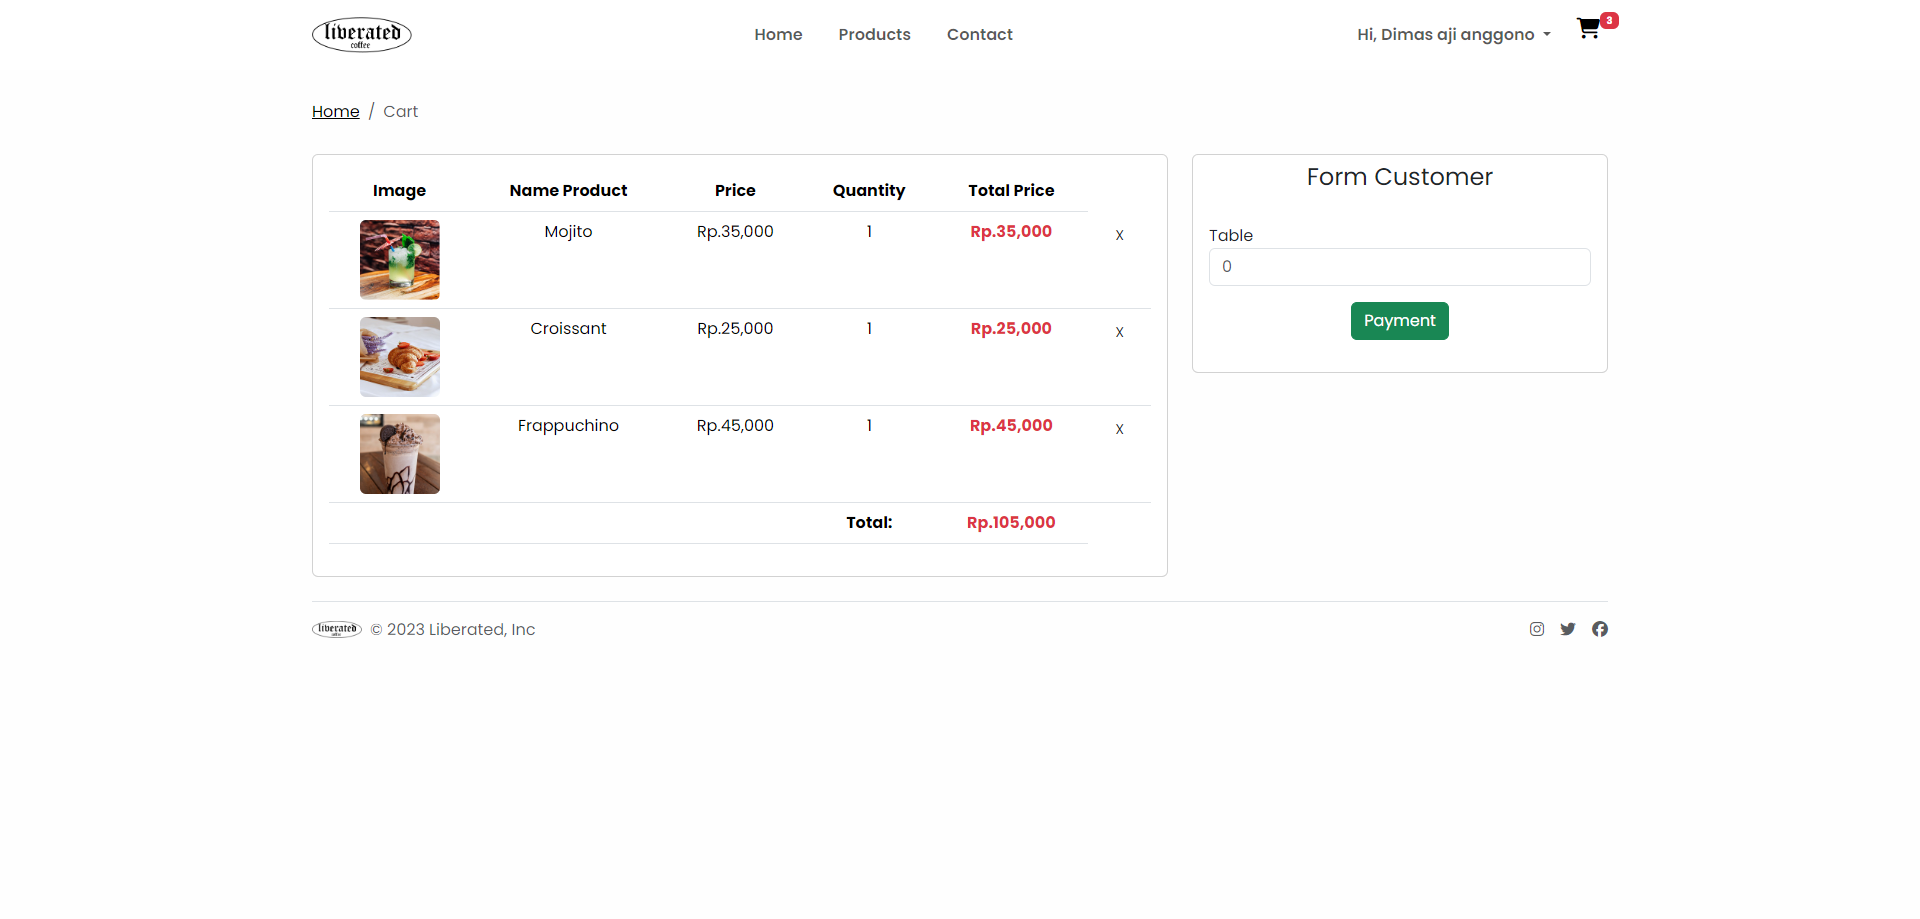 liberated
coffee
Home Products Contact
Hi, Dimas aji anggono
3
Home / Cart
Image Name Product Price Quantity Total Price
Mojito Rp.35,000 1 Rp.35,000 X
Croissant Rp.25,000 1 Rp.25,000 X
Frappuchino Rp.45,000 1 Rp.45,000 X
Total: Rp.105,000
Form Customer
Table
0
Payment
liberated
© 2023 Liberated, Inc